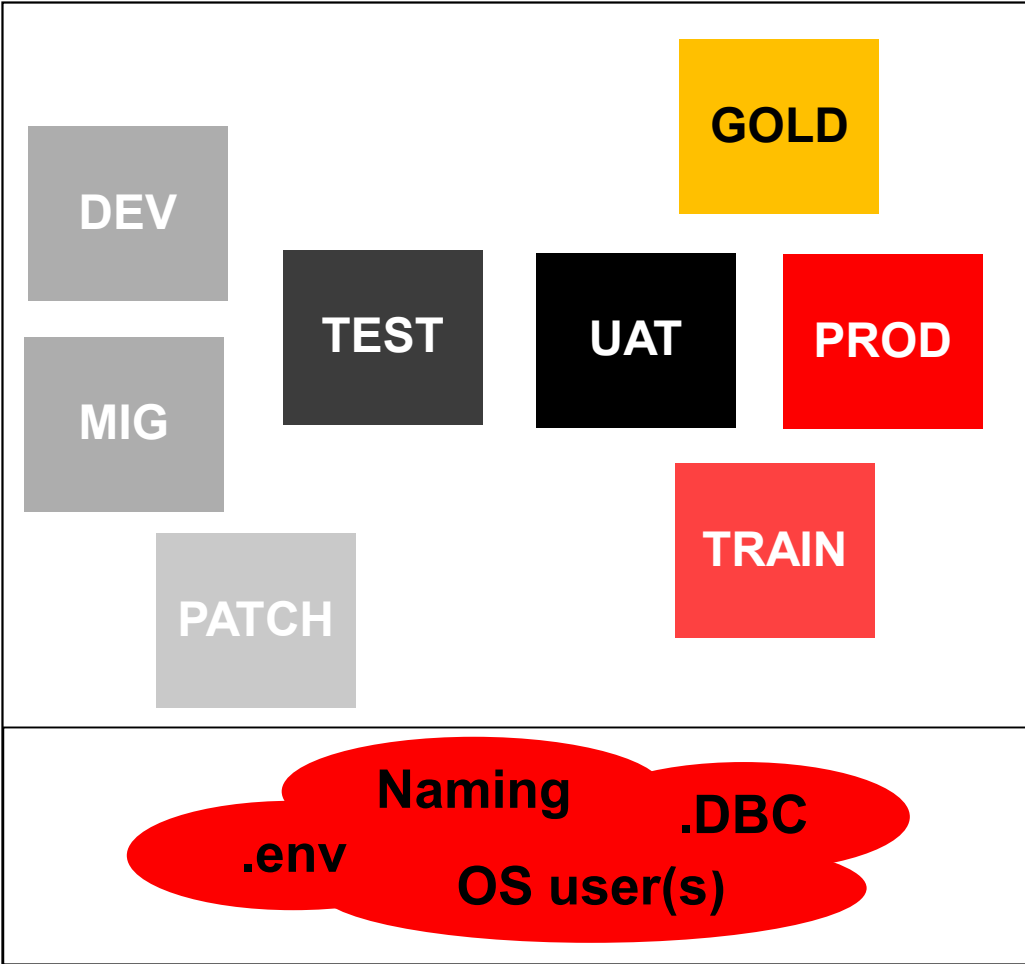 GOLD
DEV
TEST
UAT
PROD
MIG
TRAIN
PATCH
Naming
.DBC
.env
OS user(s)